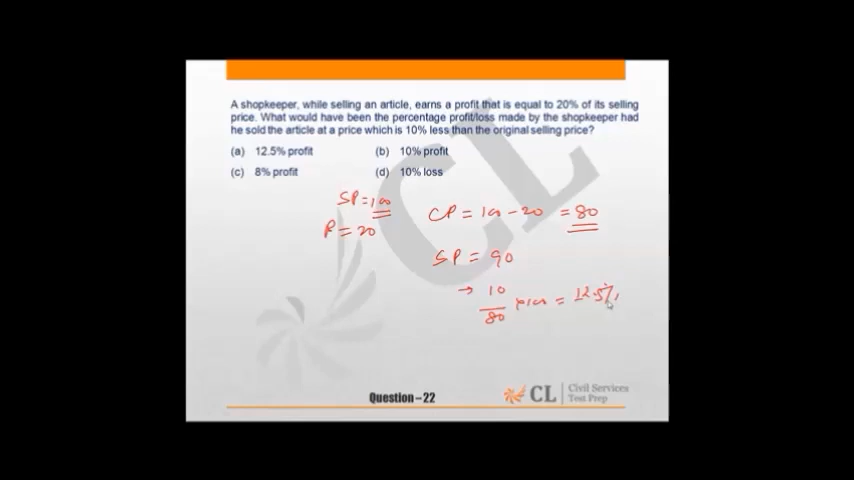 A shopkeeper, while selling an article, earns a profit that is equal to 20% of its selling
price. What would have been the percentage profit/loss made by the shopkeeper had
he sold the article at a price which is 10% less than the original selling price?
(a) 12.5% profit (b) 10% profit
(c) 8% profit (d) 10% loss
SP=100
P=20
CP = 100-20 = 80
SP = 90
→ 10/80 x100 = 12.5%
Question – 22
CL Civil Services
Test Prep
CL